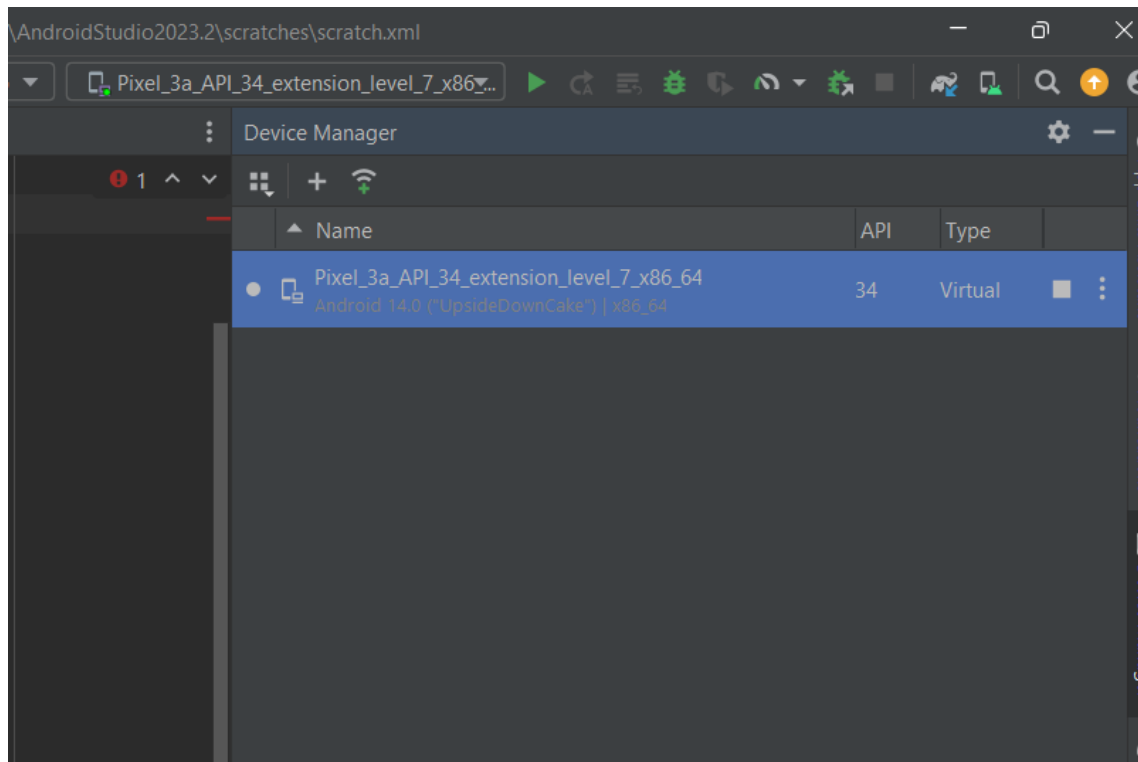 \AndroidStudio2023.2\scratches\scratch.xml
Pixel_3a_API_34_extension_level_7_x86_...
Device Manager
1
Name API Type
Pixel_3a_API_34_extension_level_7_x86_64 34 Virtual
Android 14.0 ("UpsideDownCake") | x86_64